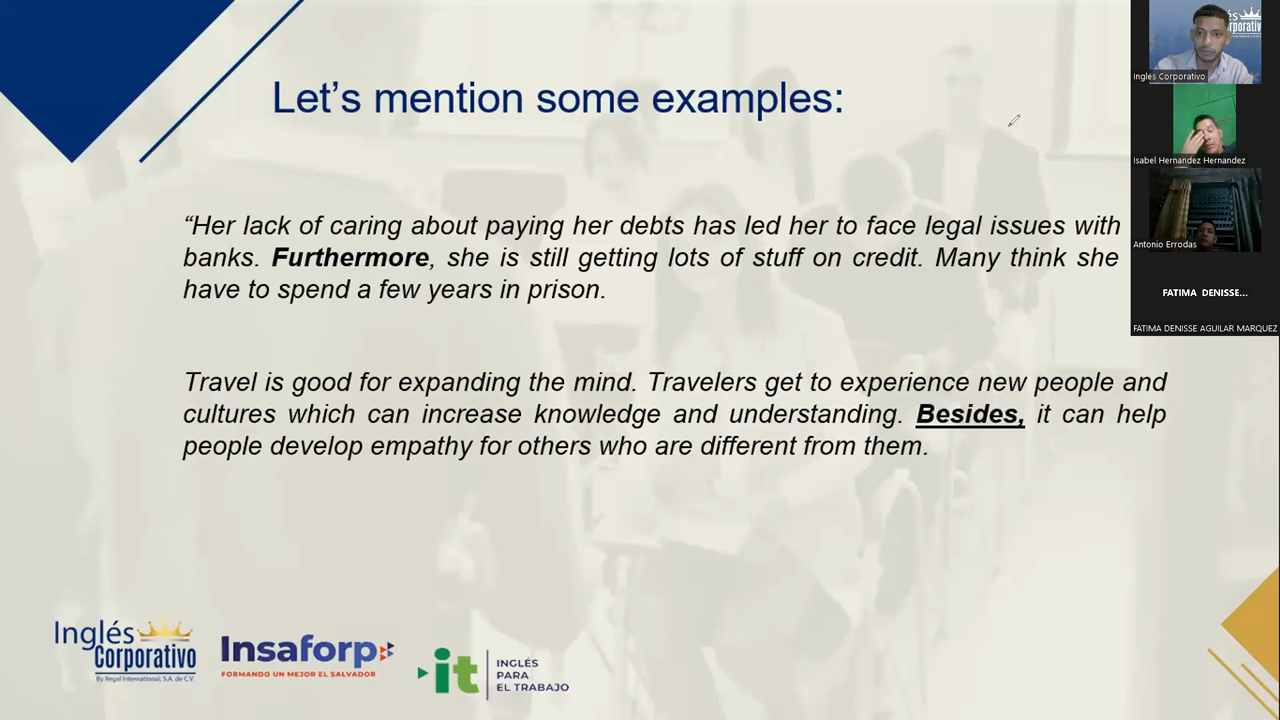 Let's mention some examples:
“Her lack of caring about paying her debts has led her to face legal issues with
banks. Furthermore, she is still getting lots of stuff on credit. Many think she
have to spend a few years in prison.
Travel is good for expanding the mind. Travelers get to experience new people and
cultures which can increase knowledge and understanding. Besides, it can help
people develop empathy for others who are different from them.
Inglés
Corporativo
By Regal International, S.A. de C.V.
Insaforp
FORMANDO UN MEJOR EL SALVADOR
it
INGLÉS
PARA
EL TRABAJO
Ingles Corporativo
Isabel Hernandez Hernandez
Antonio Errodas
FATIMA DENISSE...
FATIMA DENISSE AGUILAR MARQUEZ